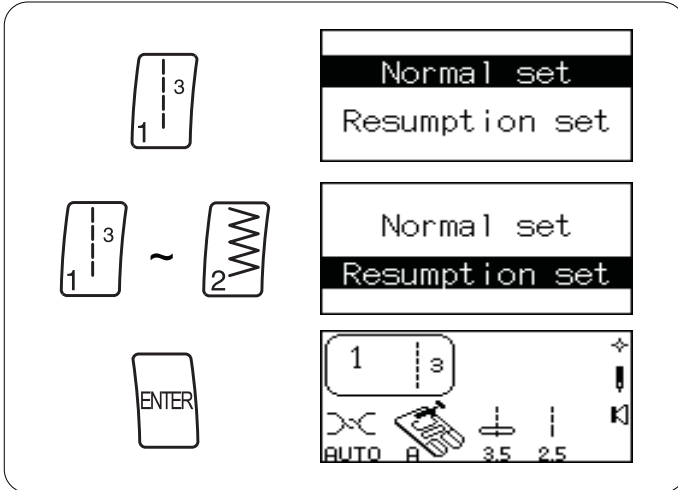 3
1
Normal set
Resumption set
3
1
~
2
Normal set
Resumption set
ENTER
1 3
AUTO A 3.5 2.5